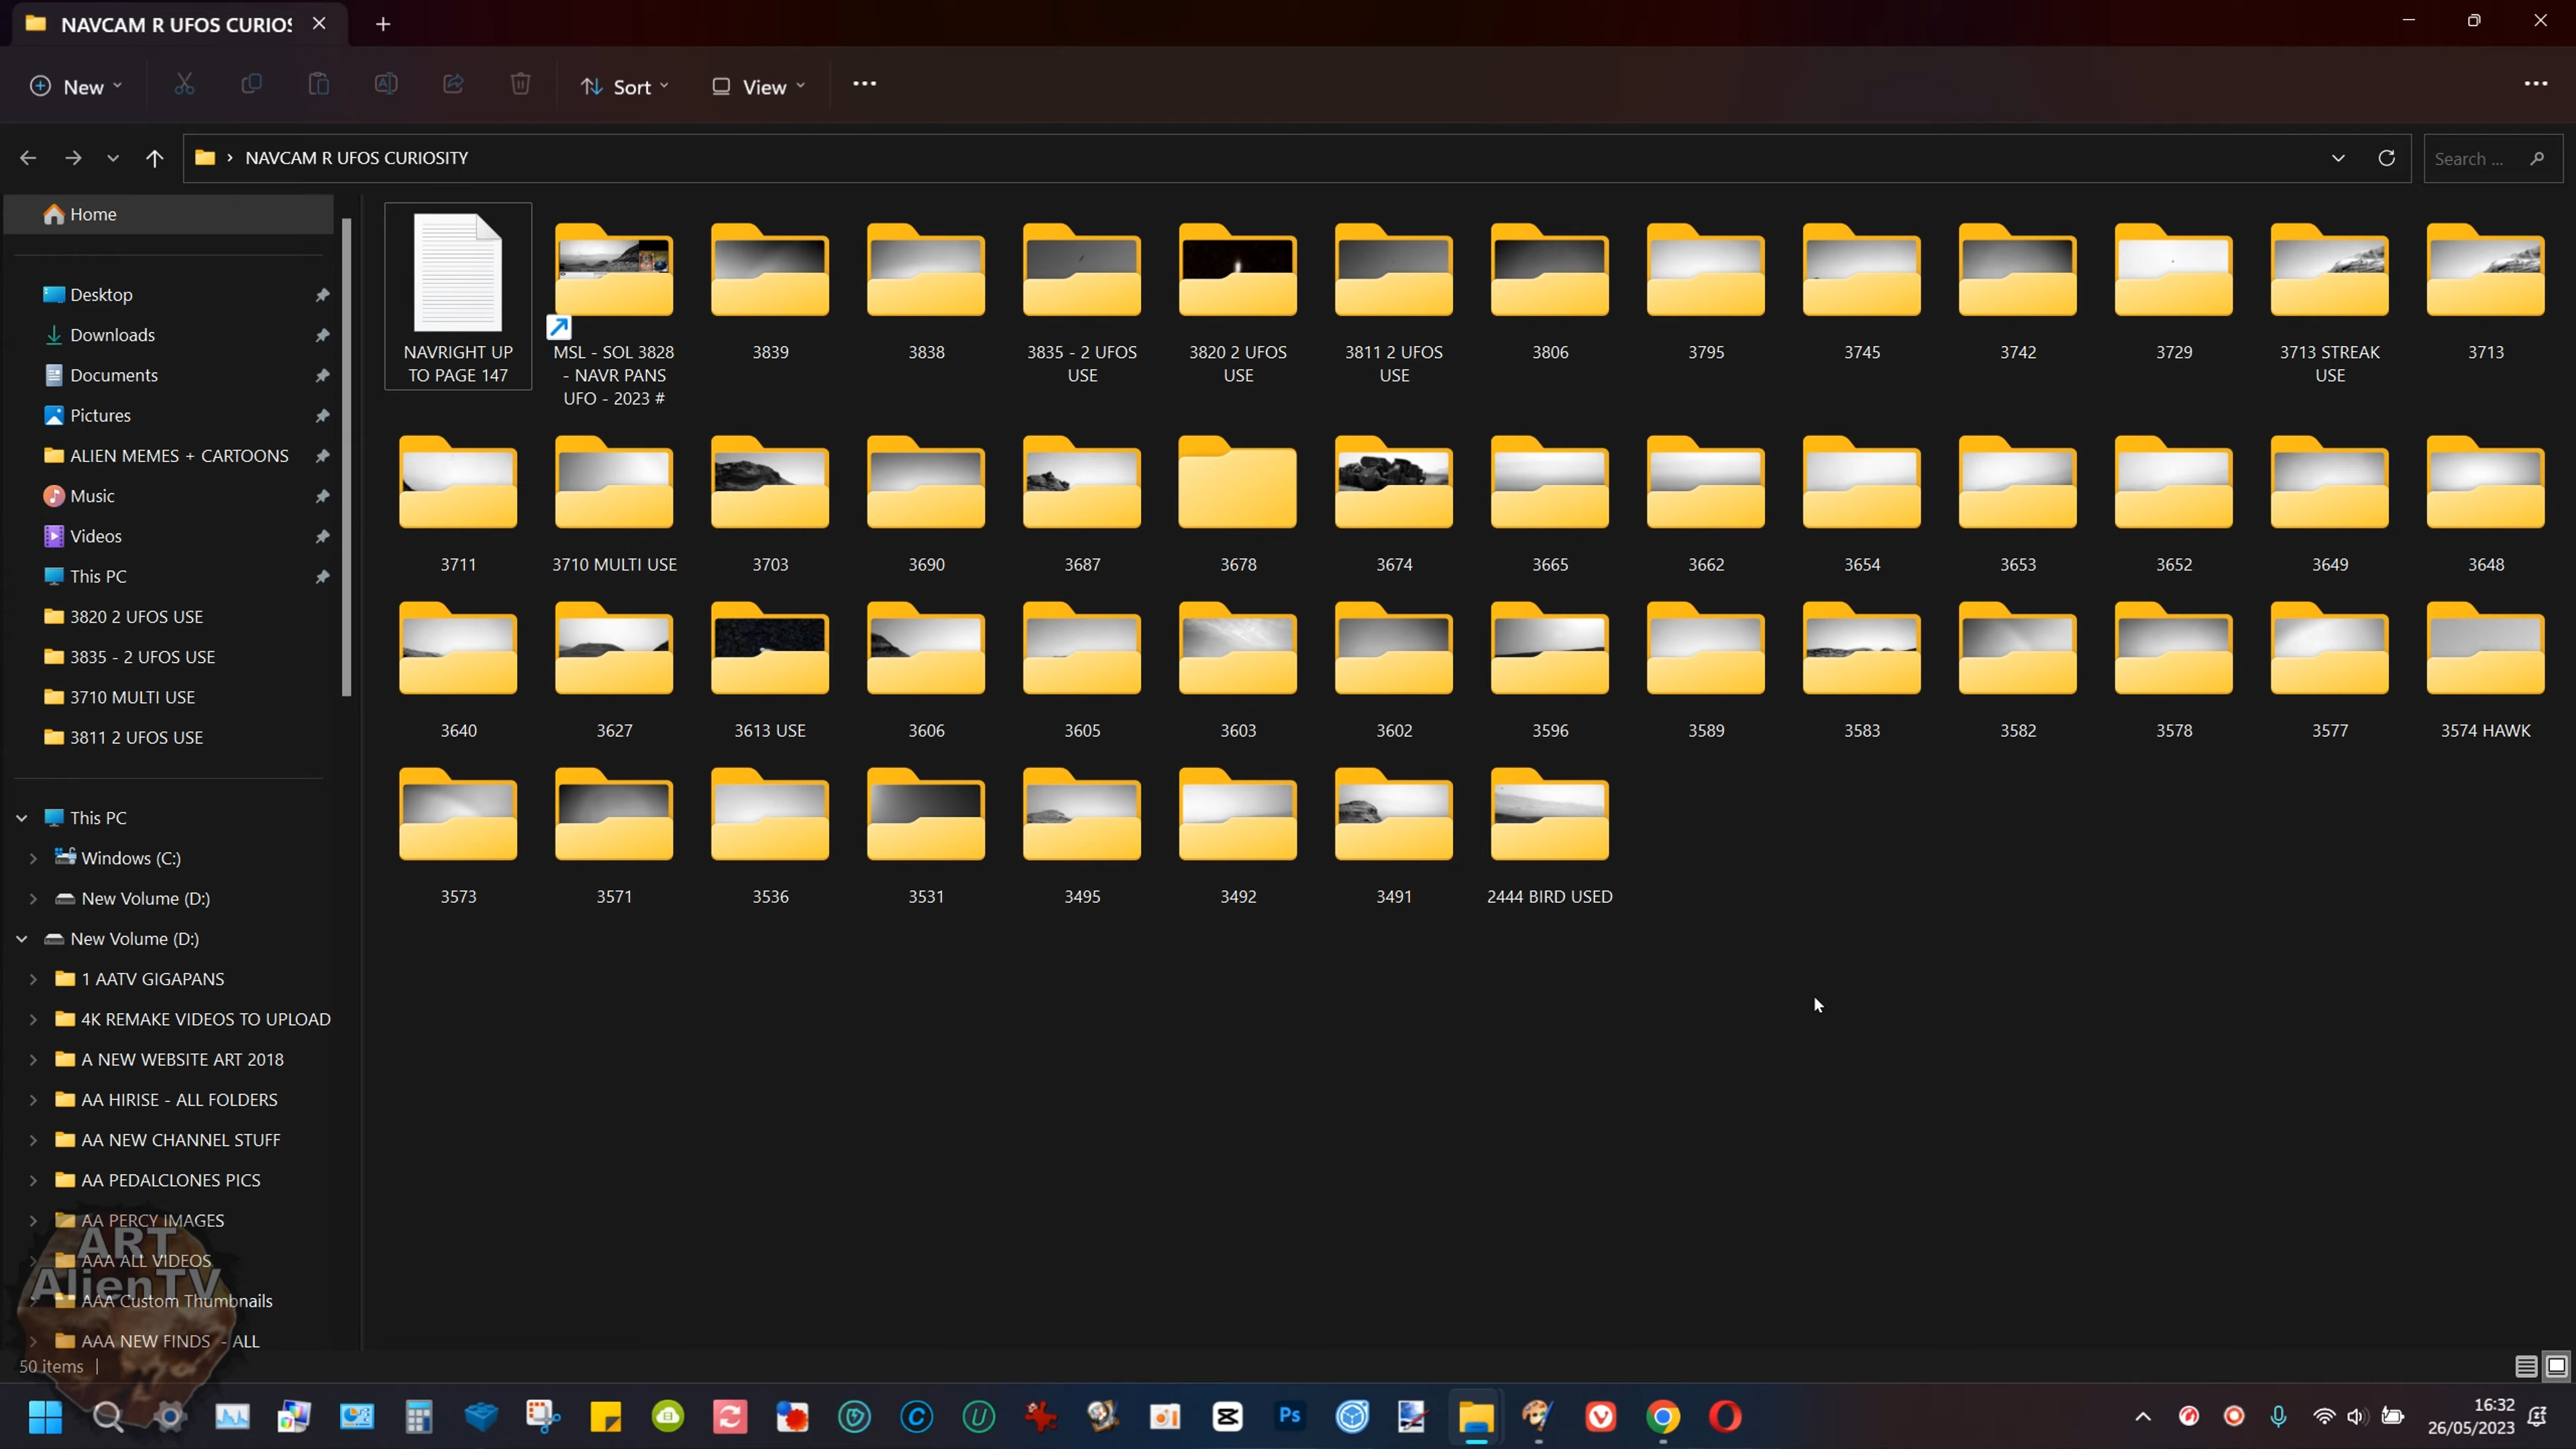 NAVCAM R UFOS CURIOS
New
Sort
View
NAVCAM R UFOS CURIOSITY
Search ...
Home
Desktop
Downloads
Documents
Pictures
ALIEN MEMES + CARTOONS
Music
Videos
This PC
3820 2 UFOS USE
3835 - 2 UFOS USE
3710 MULTI USE
3811 2 UFOS USE
This PC
Windows (C:)
New Volume (D:)
New Volume (D:)
1 AATV GIGAPANS
4K REMAKE VIDEOS TO UPLOAD
A NEW WEBSITE ART 2018
AA HIRISE - ALL FOLDERS
AA NEW CHANNEL STUFF
AA PEDALCLONES PICS
AA PERCY IMAGES
AAA ALL VIDEOS
AAA Custom Thumbnails
AAA NEW FINDS - ALL
ART
AlienTV
50 items
NAVRIGHT UP
TO PAGE 147
MSL - SOL 3828
- NAVR PANS
UFO - 2023 #
3839
3838
3835 - 2 UFOS
USE
3820 2 UFOS
USE
3811 2 UFOS
USE
3806
3795
3745
3742
3729
3713 STREAK
USE
3713
3711
3710 MULTI USE
3703
3690
3687
3678
3674
3665
3662
3654
3653
3652
3649
3648
3640
3627
3613 USE
3606
3605
3603
3602
3596
3589
3583
3582
3578
3577
3574 HAWK
3573
3571
3536
3531
3495
3492
3491
2444 BIRD USED
Ps
16:32
26/05/2023